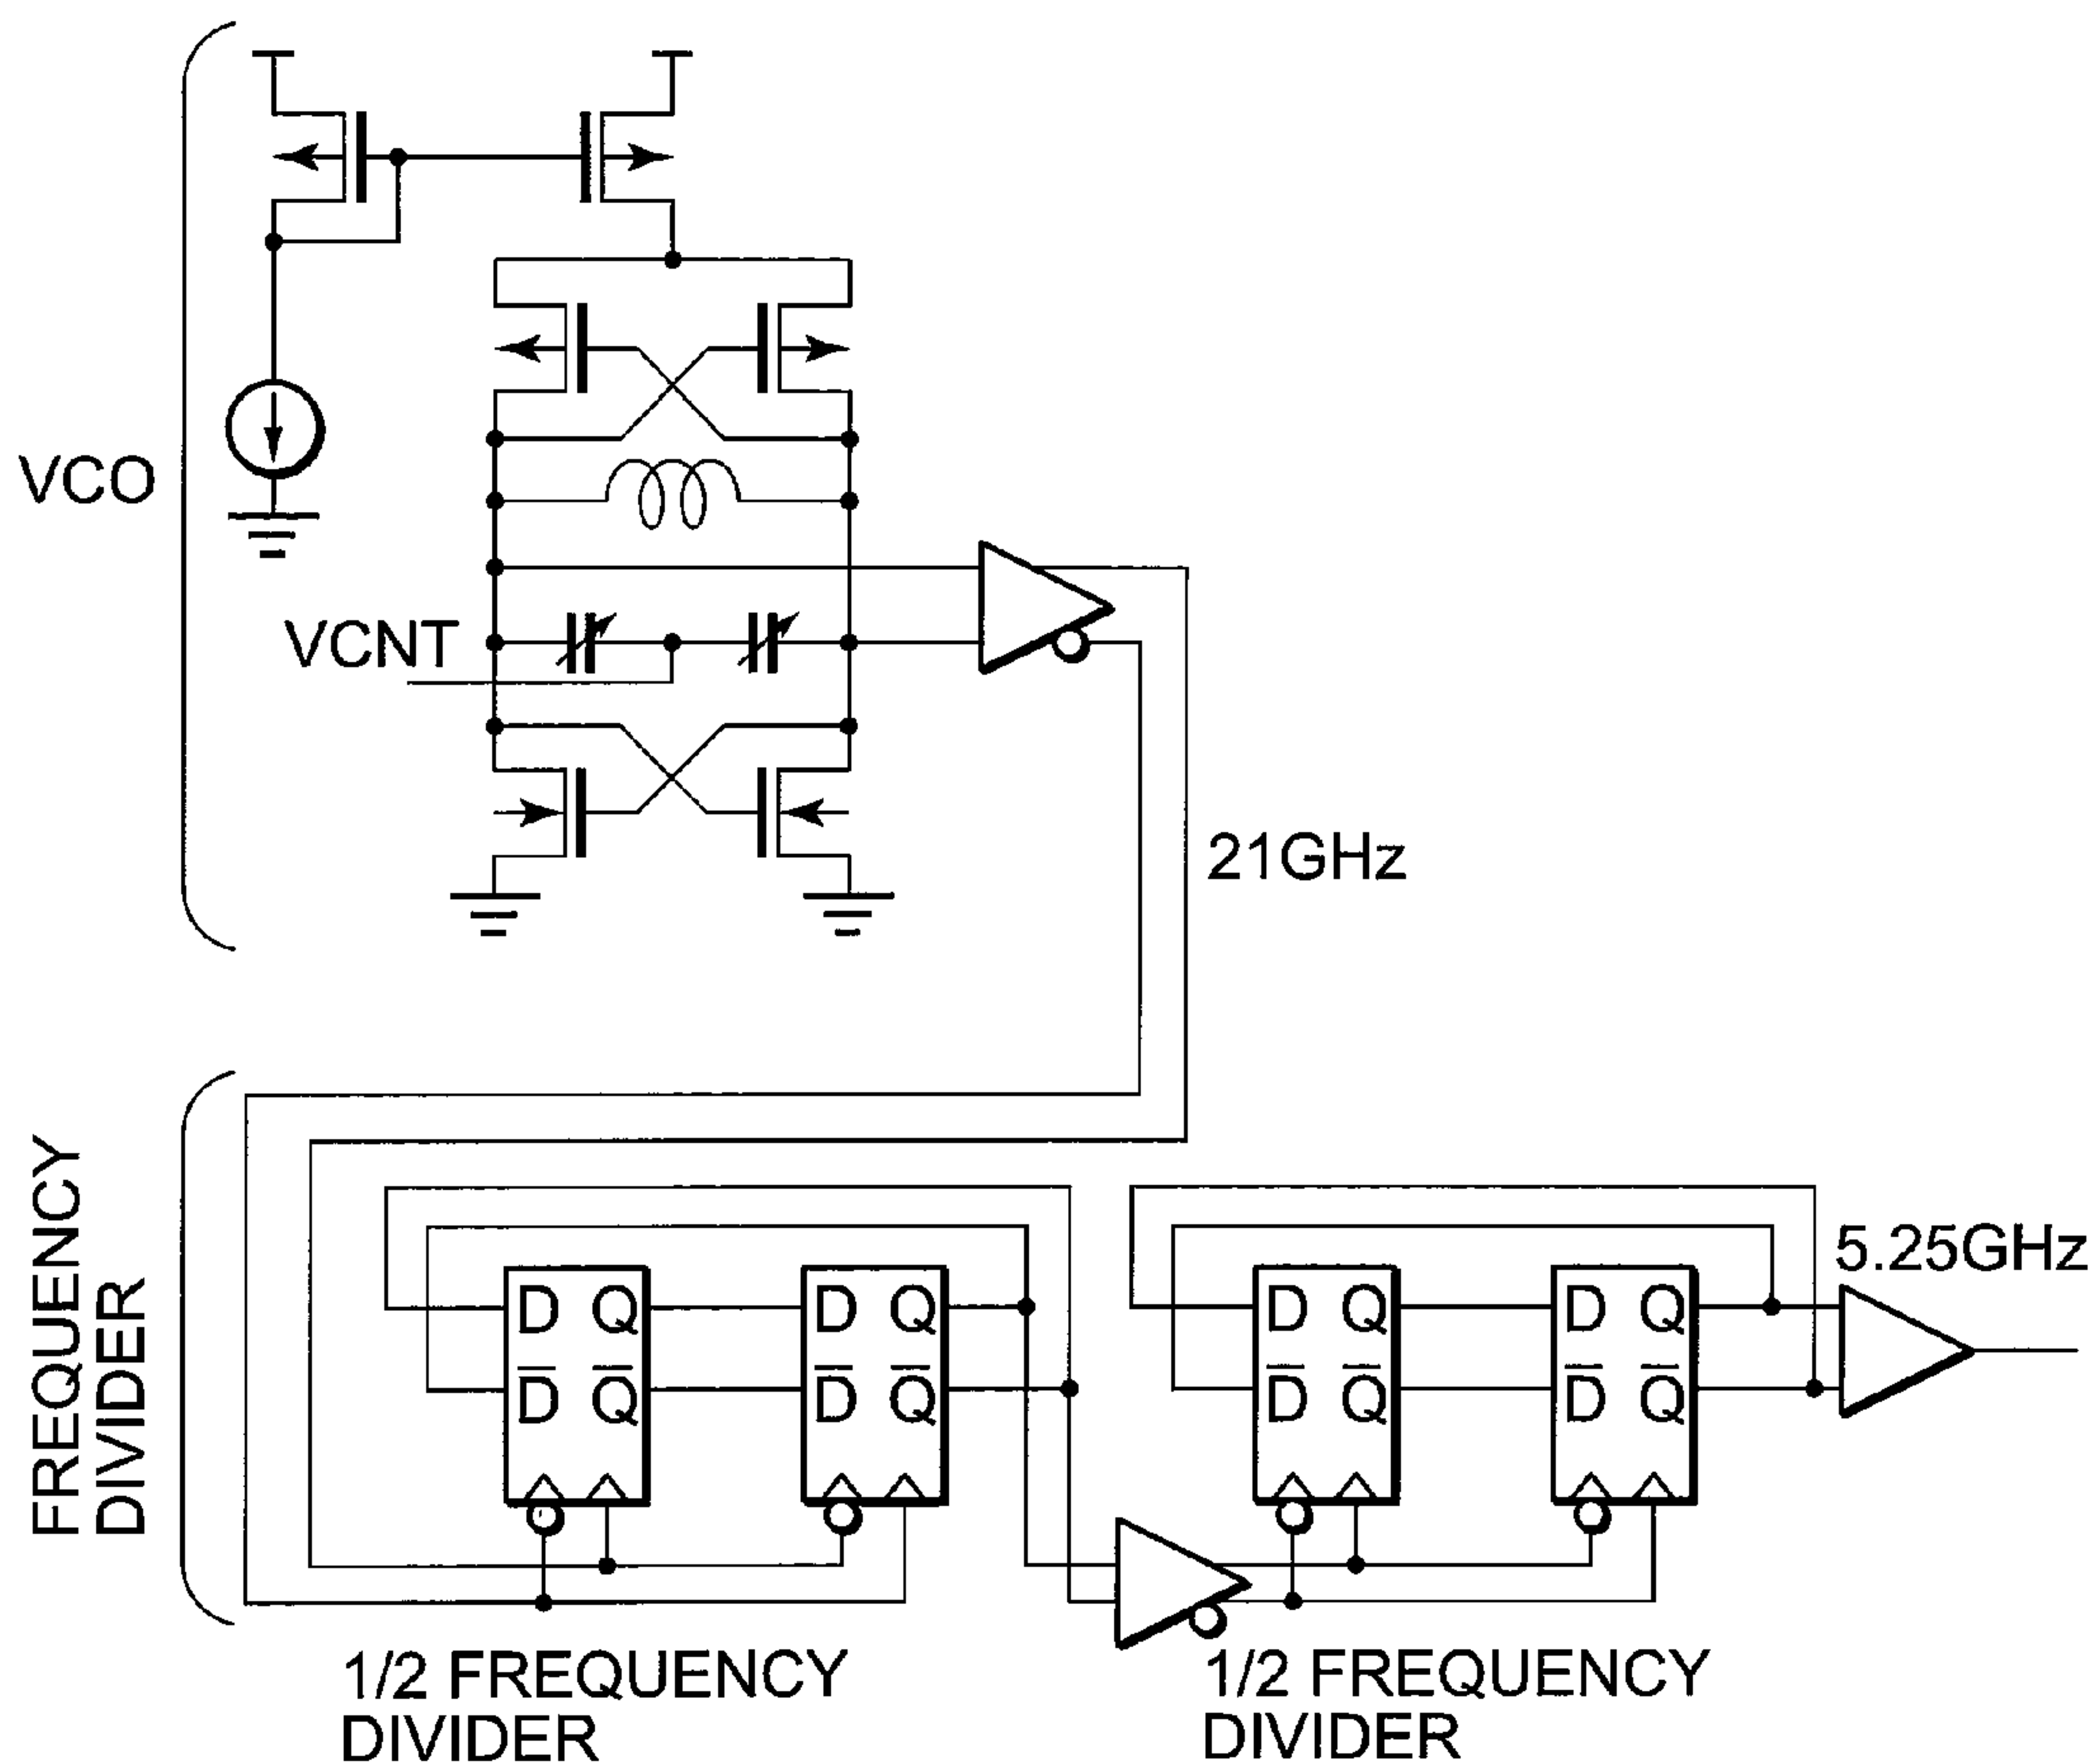 VCO
VCNT
21GHz
FREQUENCY
DIVIDER
5.25GHz
D Q D Q
D̅ Q̅ D̅ Q̅
D Q D Q
D̅ Q̅ D̅ Q̅
1/2 FREQUENCY
DIVIDER
1/2 FREQUENCY
DIVIDER